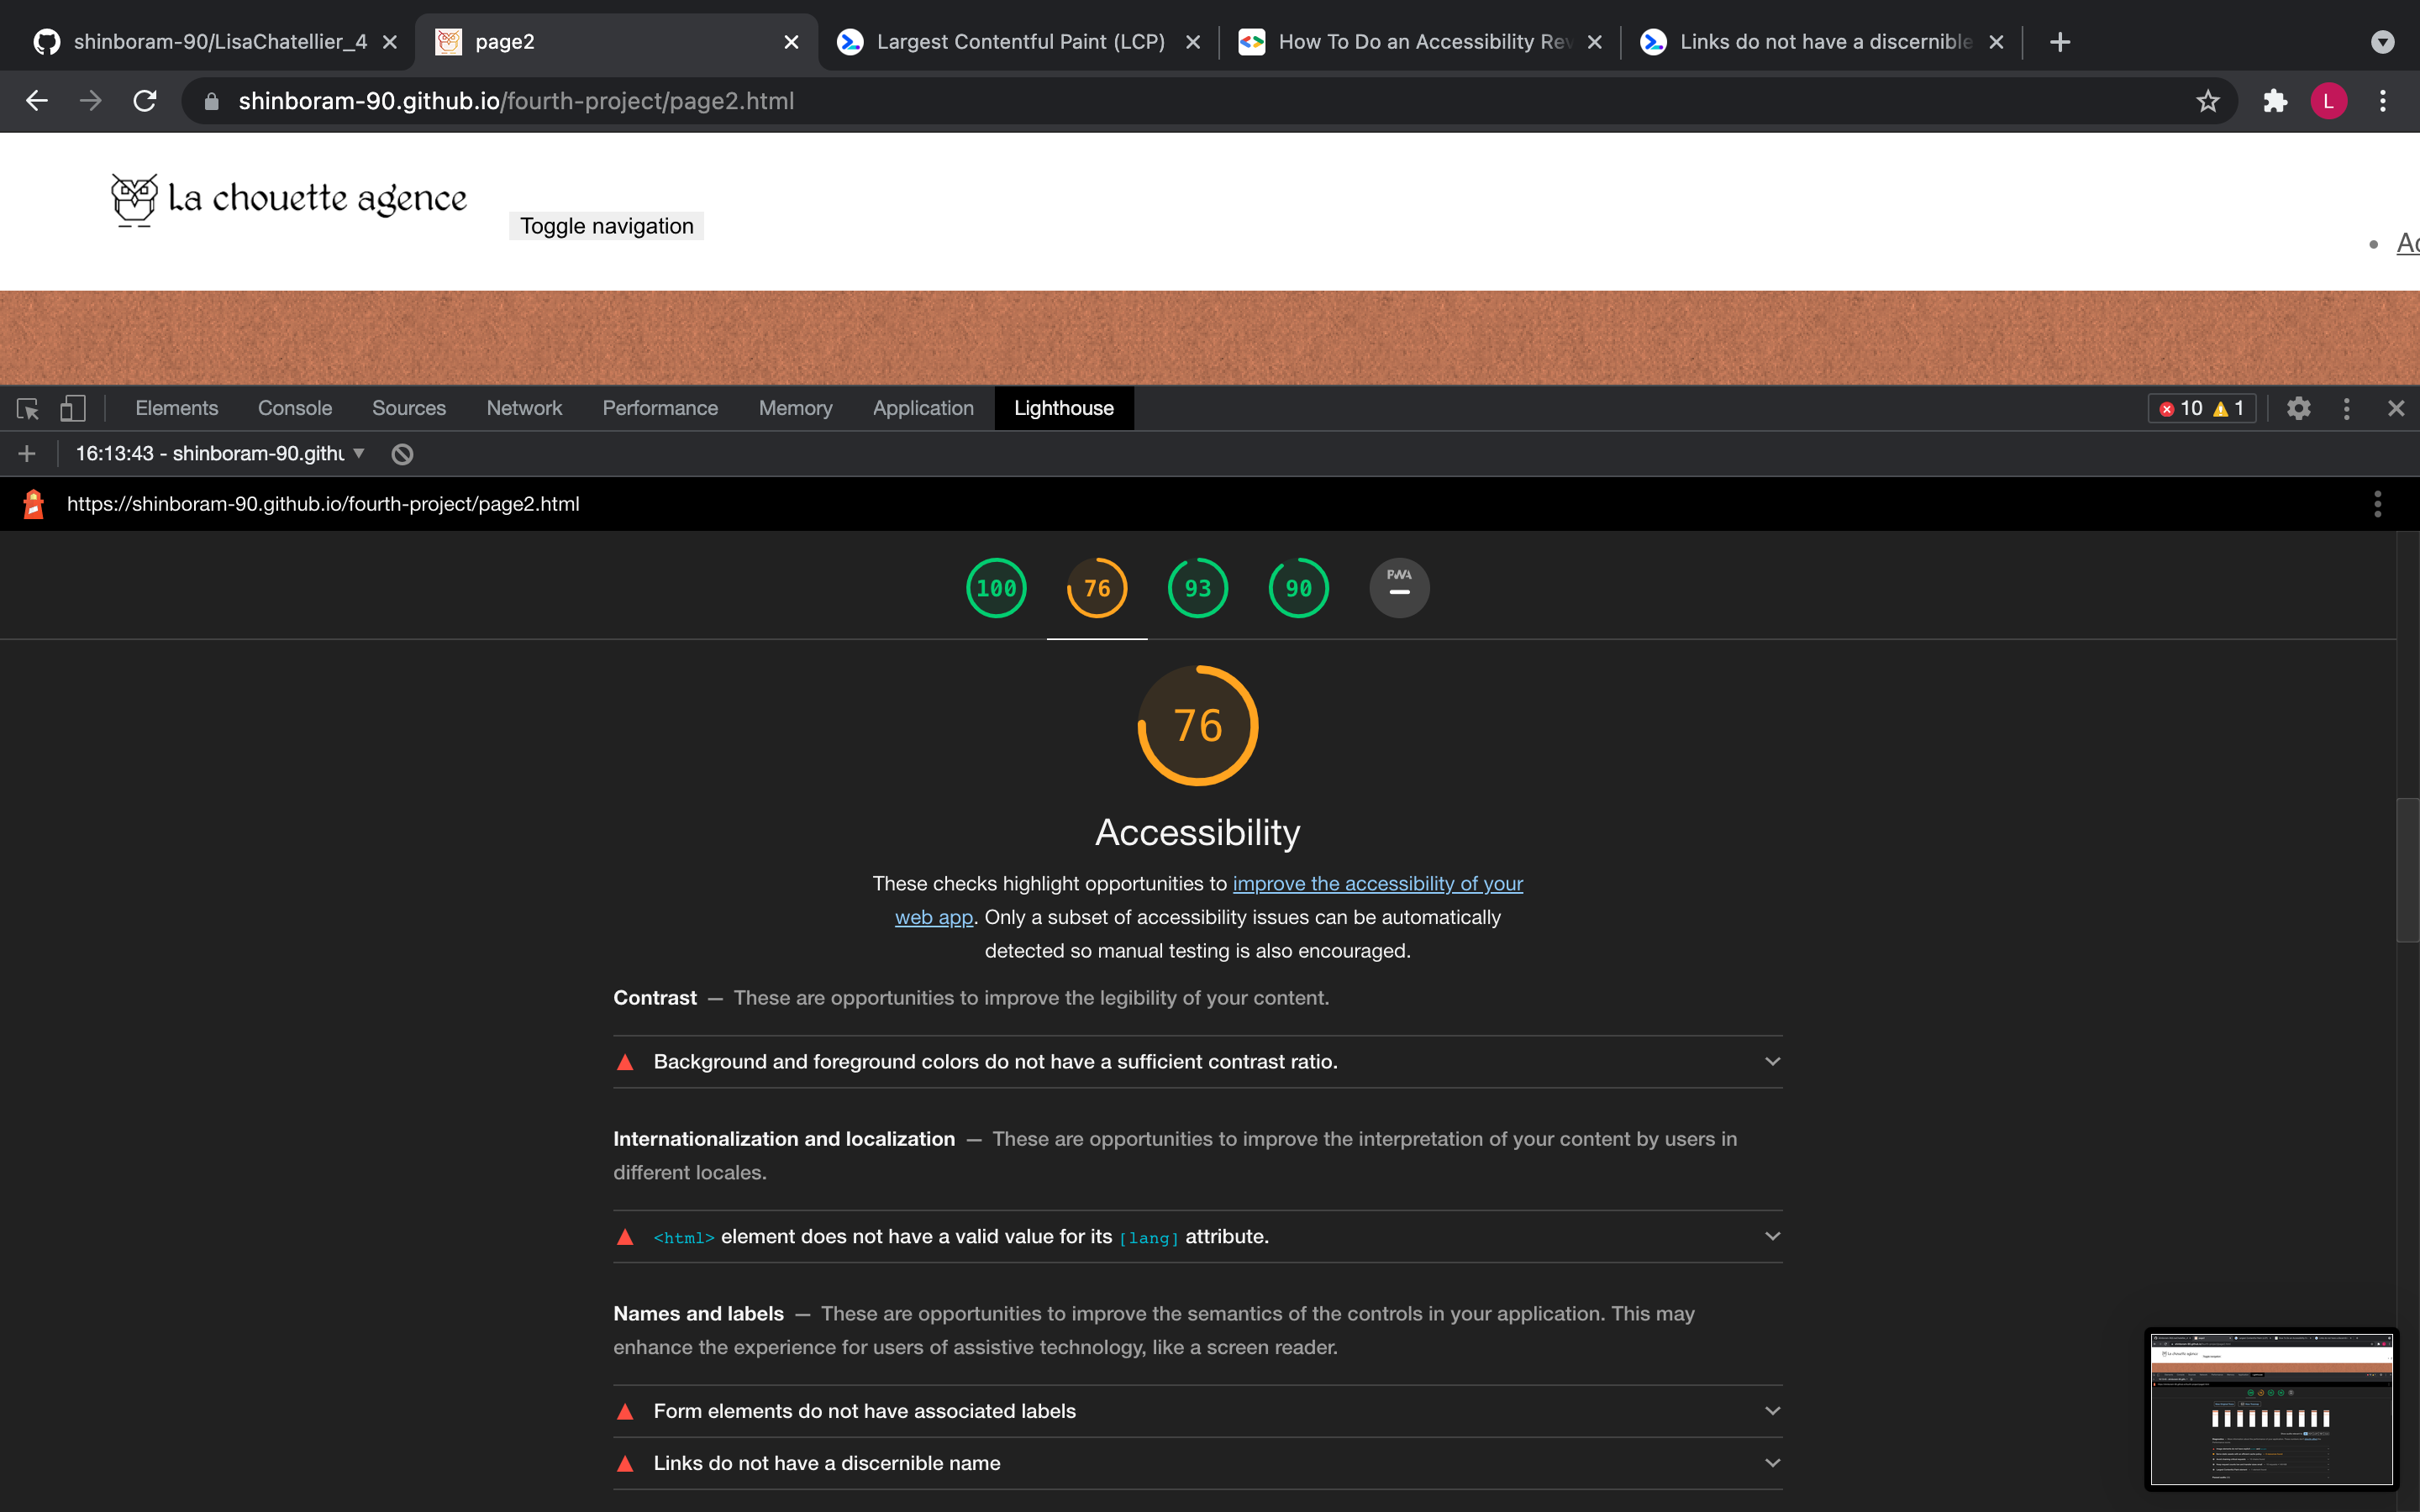 shinboram-90/LisaChatellier_4
page2
Largest Contentful Paint (LCP)
How To Do an Accessibility Rev
Links do not have a discernible
shinboram-90.github.io/fourth-project/page2.html
L
La chouette agence
Toggle navigation
Ac
Elements Console Sources Network Performance Memory Application Lighthouse
10 1
16:13:43 - shinboram-90.githu
https://shinboram-90.github.io/fourth-project/page2.html
100 76 93 90 PWA
76
Accessibility
These checks highlight opportunities to improve the accessibility of your
web app. Only a subset of accessibility issues can be automatically
detected so manual testing is also encouraged.
Contrast — These are opportunities to improve the legibility of your content.
Background and foreground colors do not have a sufficient contrast ratio.
Internationalization and localization — These are opportunities to improve the interpretation of your content by users in
different locales.
<html> element does not have a valid value for its [lang] attribute.
Names and labels — These are opportunities to improve the semantics of the controls in your application. This may
enhance the experience for users of assistive technology, like a screen reader.
Form elements do not have associated labels
Links do not have a discernible name